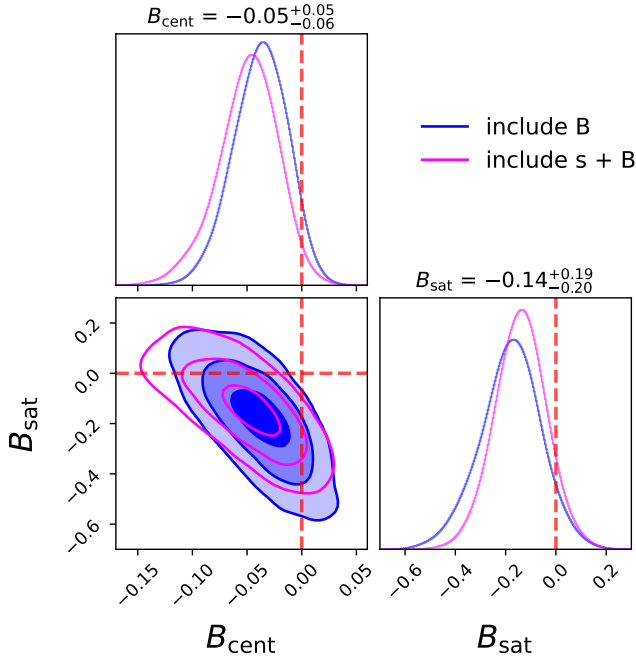 B_cent = −0.05^{+0.05}_{−0.06}
include B
include s + B
B_sat = −0.14^{+0.19}_{−0.20}
0.2
0.0
−0.2
−0.4
−0.6
B_sat
−0.15
−0.10
−0.05
0.00
0.05
−0.6
−0.4
−0.2
0.0
0.2
B_cent
B_sat